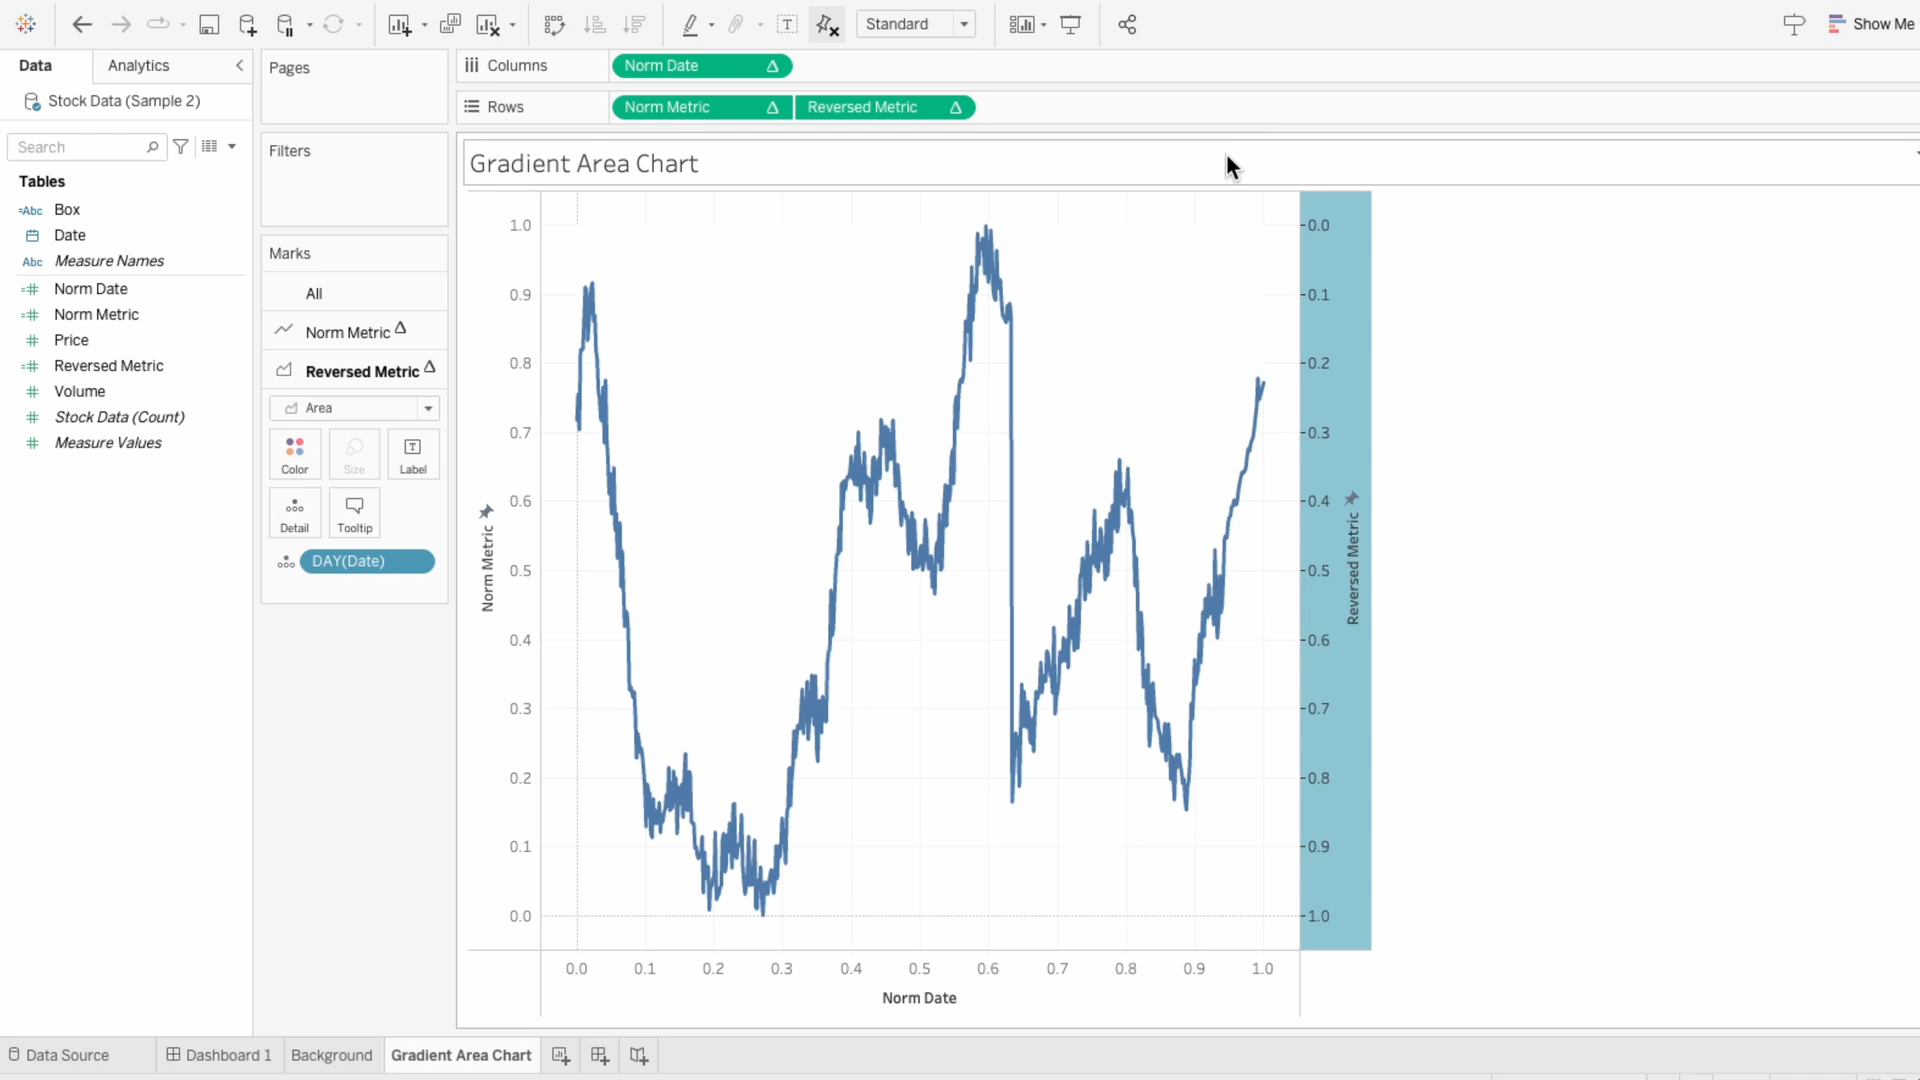 Standard
Show Me
Data
Analytics
Stock Data (Sample 2)
Search
Tables
=Abc Box
Date
Abc Measure Names
=# Norm Date
=# Norm Metric
# Price
=# Reversed Metric
# Volume
# Stock Data (Count)
# Measure Values
Pages
Filters
Marks
All
Norm Metric Δ
Reversed Metric Δ
Area
Color
Size
T
Label
Detail
Tooltip
DAY(Date)
Columns
Norm Date Δ
Rows
Norm Metric Δ
Reversed Metric Δ
Gradient Area Chart
1.0
0.9
0.8
0.7
0.6
0.5
0.4
0.3
0.2
0.1
0.0
Norm Metric
0.0
0.1
0.2
0.3
0.4
0.5
0.6
0.7
0.8
0.9
1.0
Reversed Metric
0.0
0.1
0.2
0.3
0.4
0.5
0.6
0.7
0.8
0.9
1.0
Norm Date
Data Source
Dashboard 1
Background
Gradient Area Chart